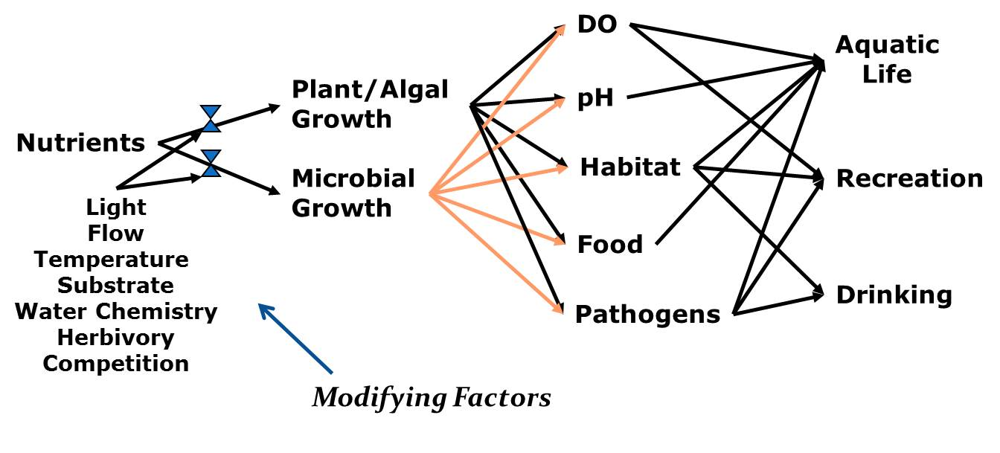 Nutrients
Light
Flow
Temperature
Substrate
Water Chemistry
Herbivory
Competition
Modifying Factors
Plant/Algal
Growth
Microbial
Growth
DO
pH
Habitat
Food
Pathogens
Aquatic
Life
Recreation
Drinking